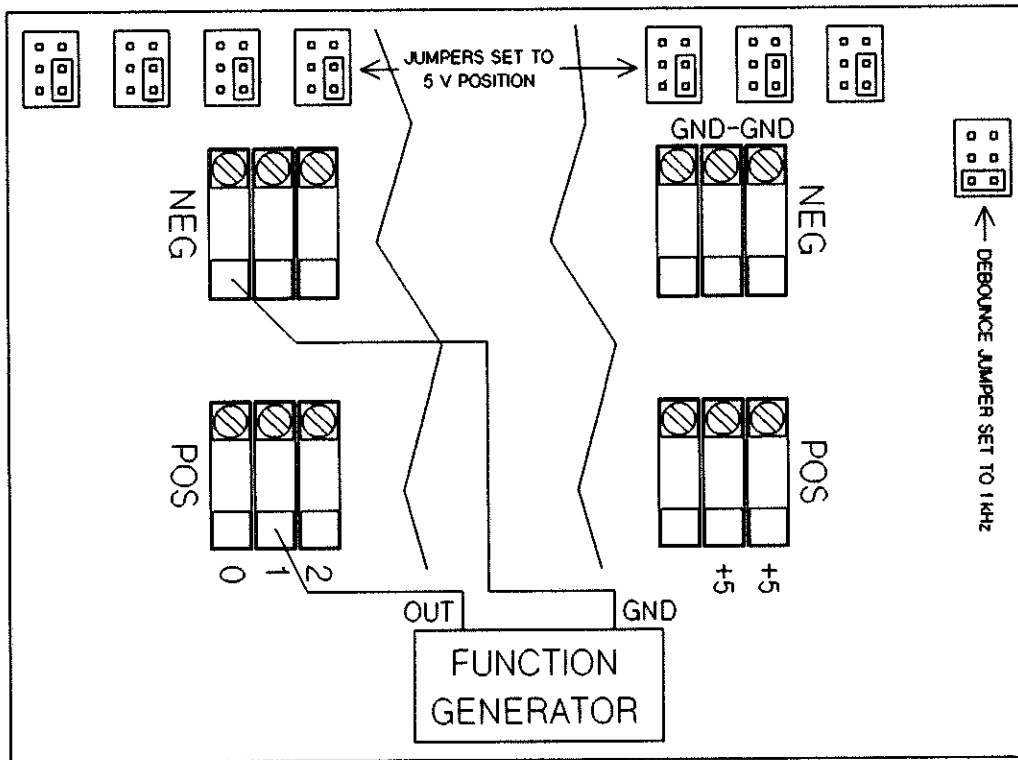 JUMPERS SET TO
5 V POSITION
GND-GND
NEG
NEG
DEBOUNCE JUMPER SET TO 1 kHz
POS
POS
0
1
2
+5
+5
OUT
GND
FUNCTION
GENERATOR